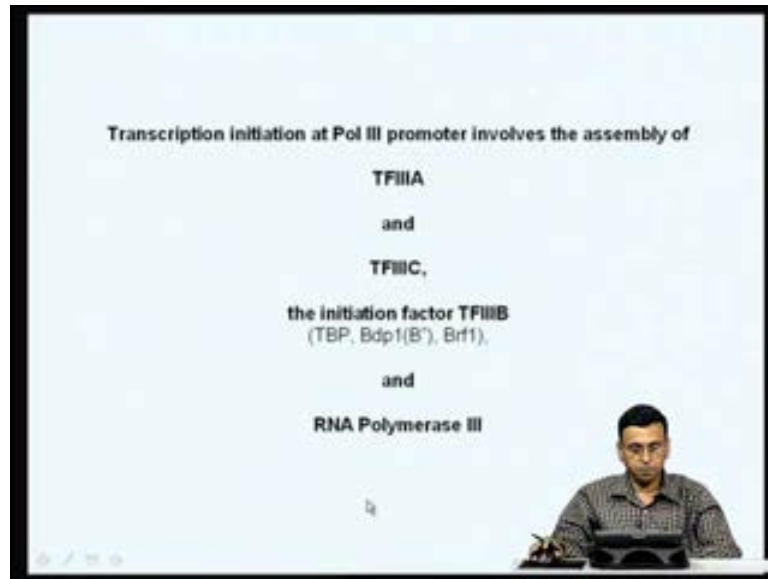 Transcription initiation at Pol III promoter involves the assembly of
TFIIIA
and
TFIIIC,
the initiation factor TFIIIB
(TBP, Bdp1(B"), Brf1),
and
RNA Polymerase III